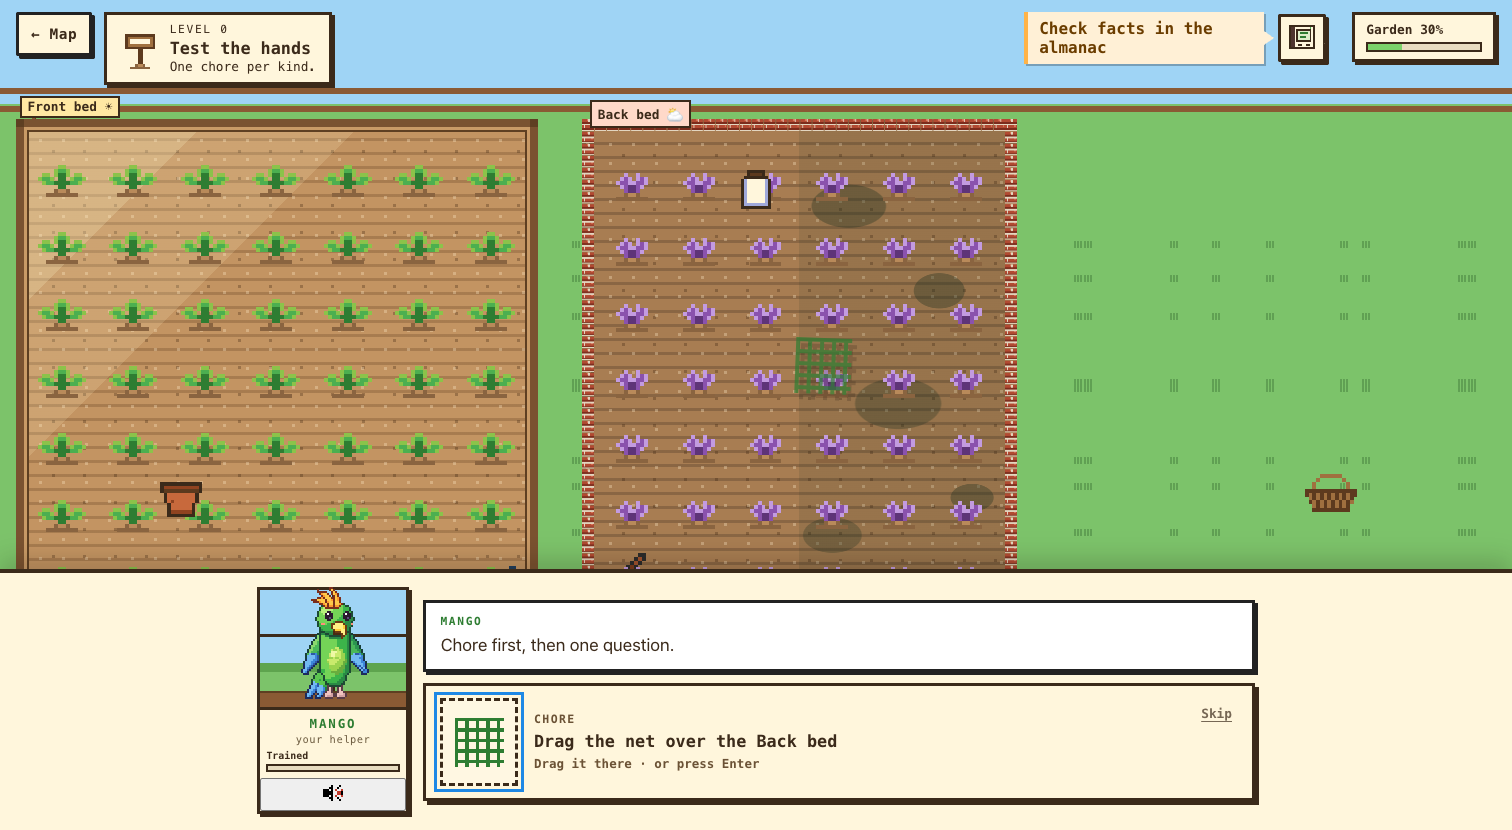 ← Map
LEVEL 0
Test the hands
One chore per kind.
Check facts in the
almanac
Garden 30%
Front bed ☀
Back bed ⛅
MANGO
your helper
Trained
MANGO
Chore first, then one question.
CHORE
Drag the net over the Back bed
Drag it there · or press Enter
Skip